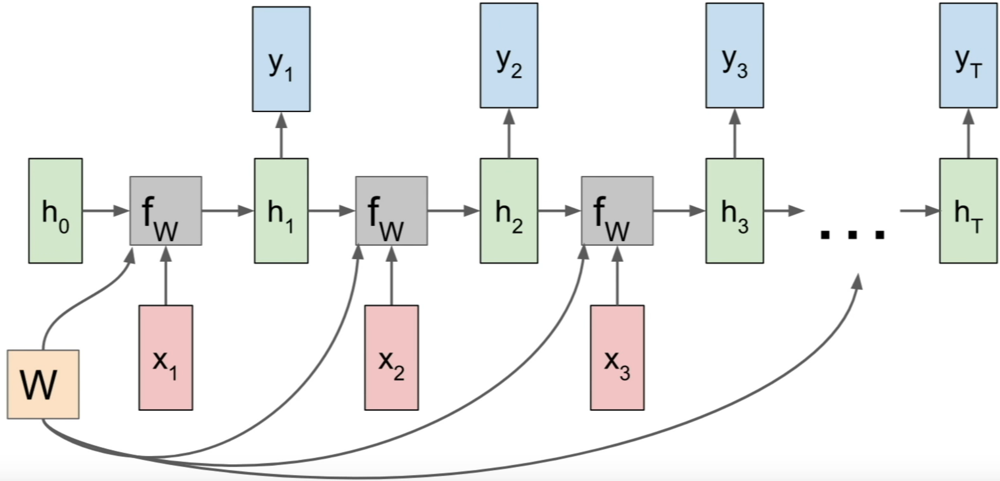 y1 y2 y3 yT
h0 fW h1 fW h2 fW h3 ... hT
x1 x2 x3
W